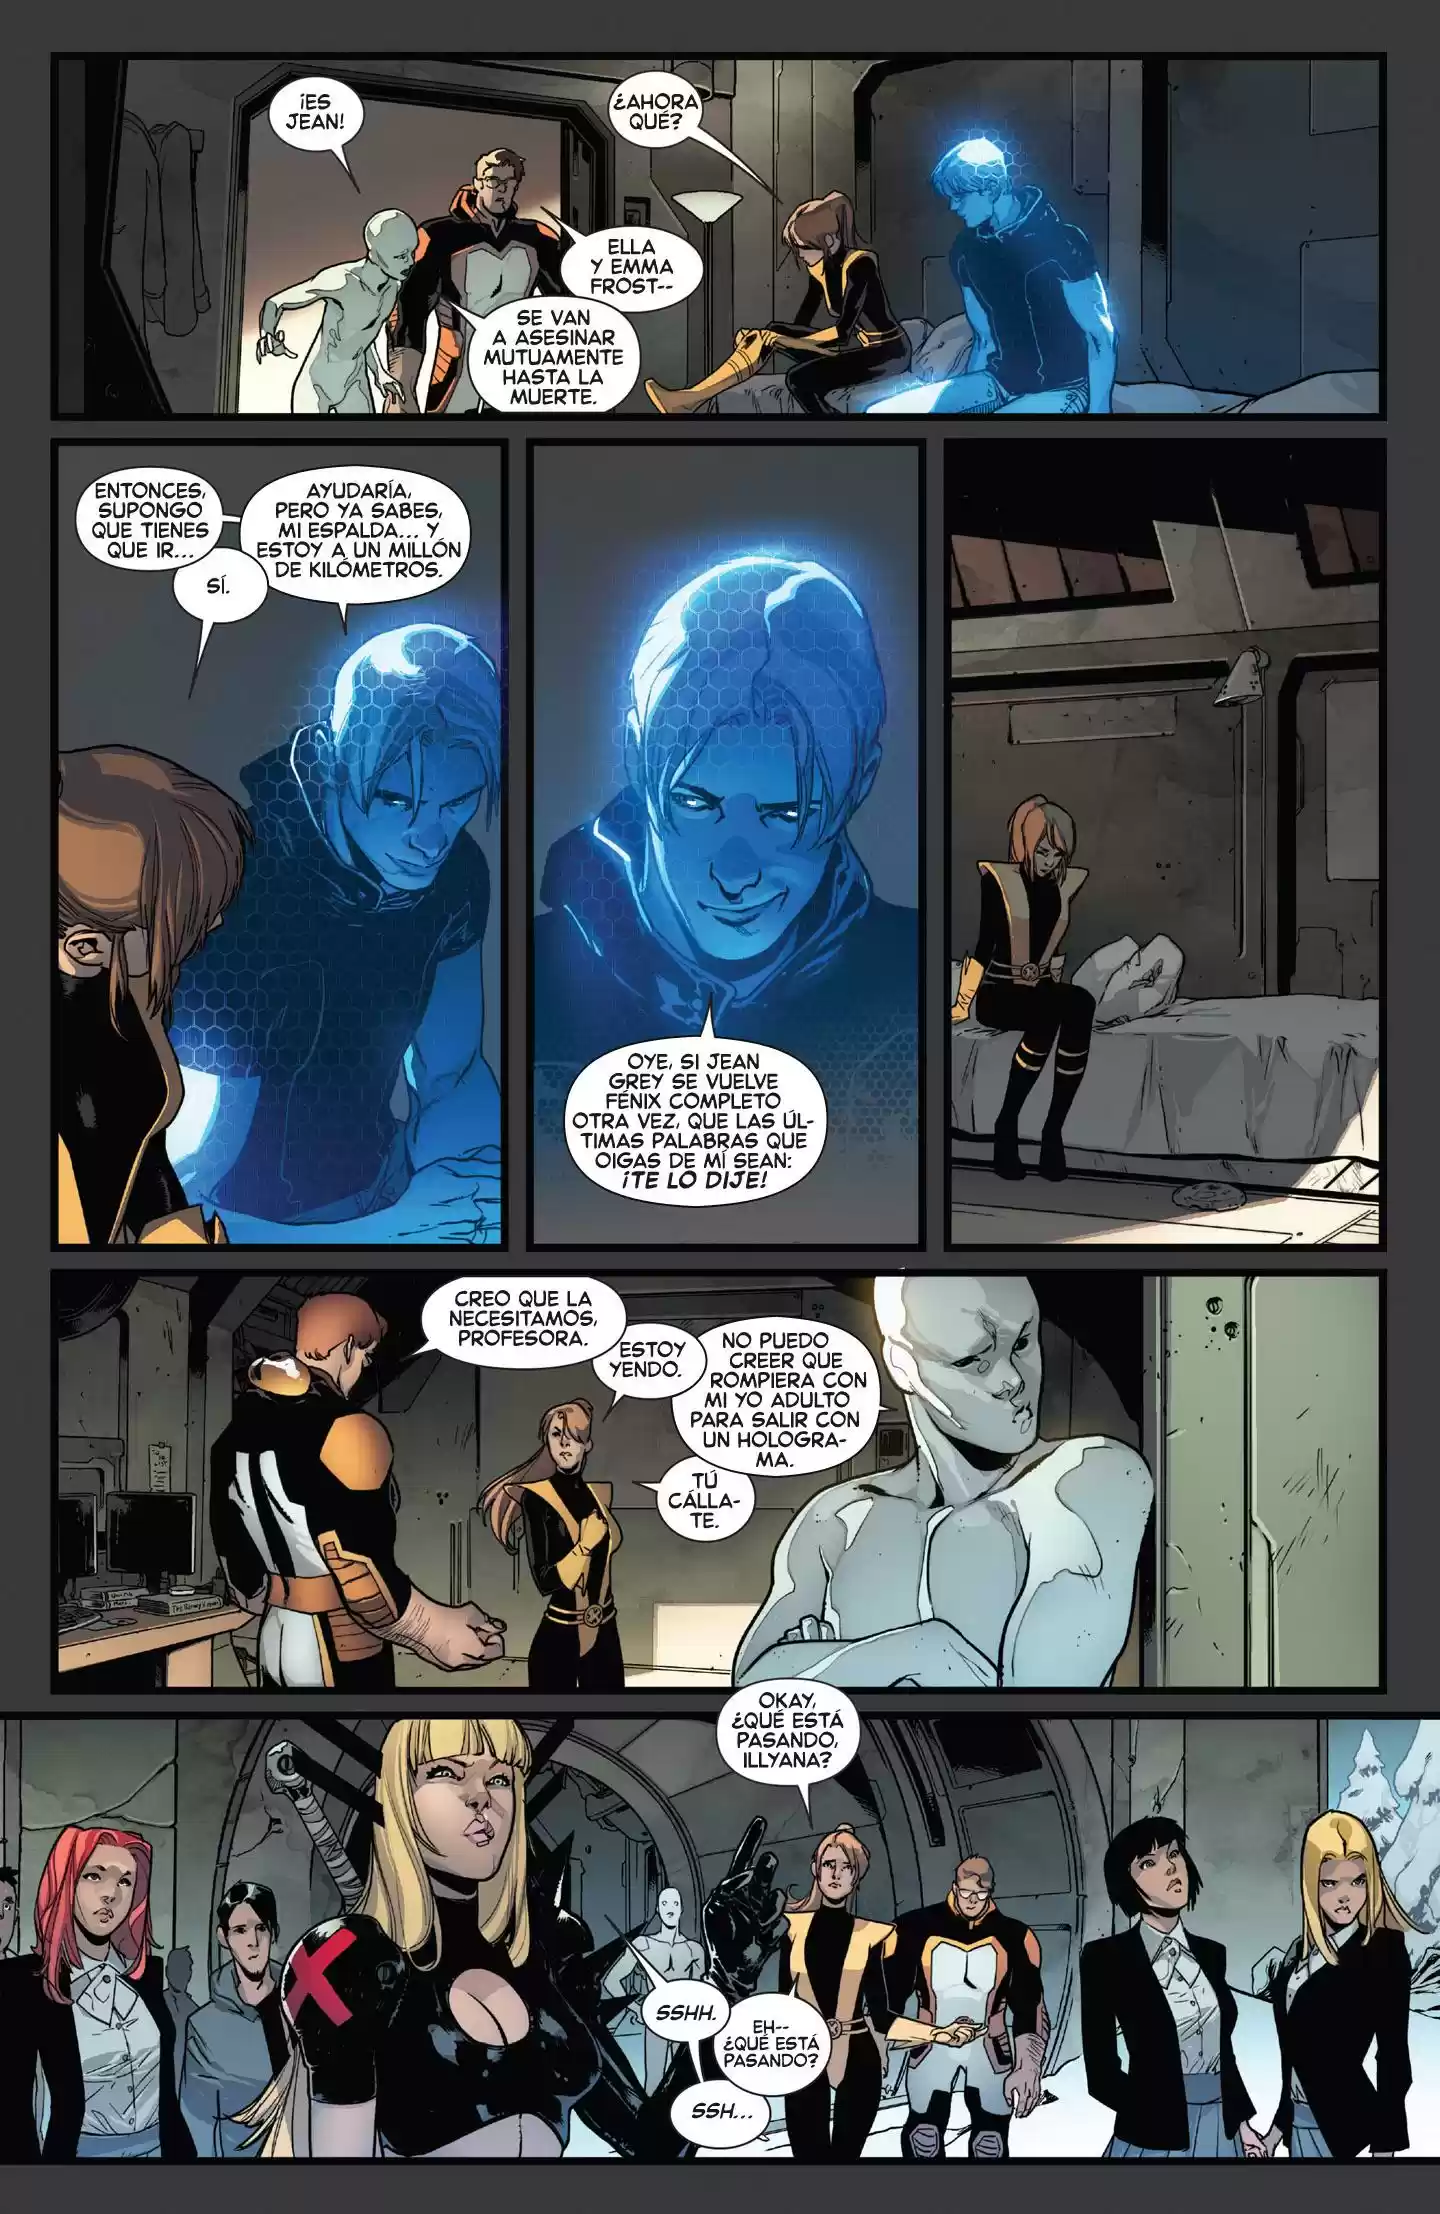 ¡ES
JEAN!
¿AHORA
QUÉ?
ELLA
Y EMMA
FROST--
SE VAN
A ASESINAR
MUTUAMENTE
HASTA LA
MUERTE.
ENTONCES,
SUPONGO
QUE TIENES
QUE IR...
SÍ.
AYUDARÍA,
PERO YA SABES,
MI ESPALDA... Y
ESTOY A UN MILLÓN
DE KILÓMETROS.
OYE, SI JEAN
GREY SE VUELVE
FÉNIX COMPLETO
OTRA VEZ, QUE LAS ÚL-
TIMAS PALABRAS QUE
OIGAS DE MÍ SEAN:
¡TE LO DIJE!
CREO QUE LA
NECESITAMOS,
PROFESORA.
ESTOY
YENDO.
NO PUEDO
CREER QUE
ROMPIERA CON
MI YO ADULTO
PARA SALIR CON
UN HOLOGRA-
MA.
TÚ
CÁLLA-
TE.
OKAY,
¿QUÉ ESTÁ
PASANDO,
ILLYANA?
SSHH.
EH--
¿QUÉ ESTÁ
PASANDO?
SSH...